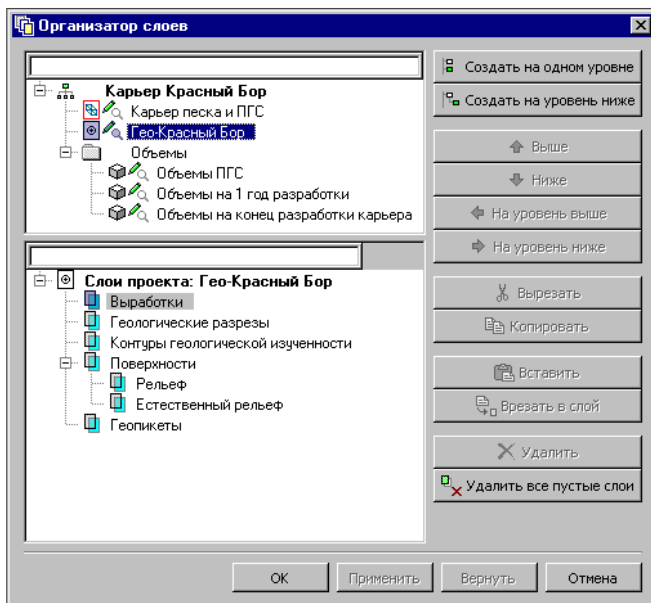 Организатор слоев
Карьер Красный Бор
Карьер песка и ПГС
Гео-Красный Бор
Объемы
Объемы ПГС
Объемы на 1 год разработки
Объемы на конец разработки карьера
Слои проекта: Гео-Красный Бор
Выработки
Геологические разрезы
Контуры геологической изученности
Поверхности
Рельеф
Естественный рельеф
Геопикеты
Создать на одном уровне
Создать на уровень ниже
Выше
Ниже
На уровень выше
На уровень ниже
Вырезать
Копировать
Вставить
Врезать в слой
Удалить
Удалить все пустые слои
ОК
Применить
Вернуть
Отмена